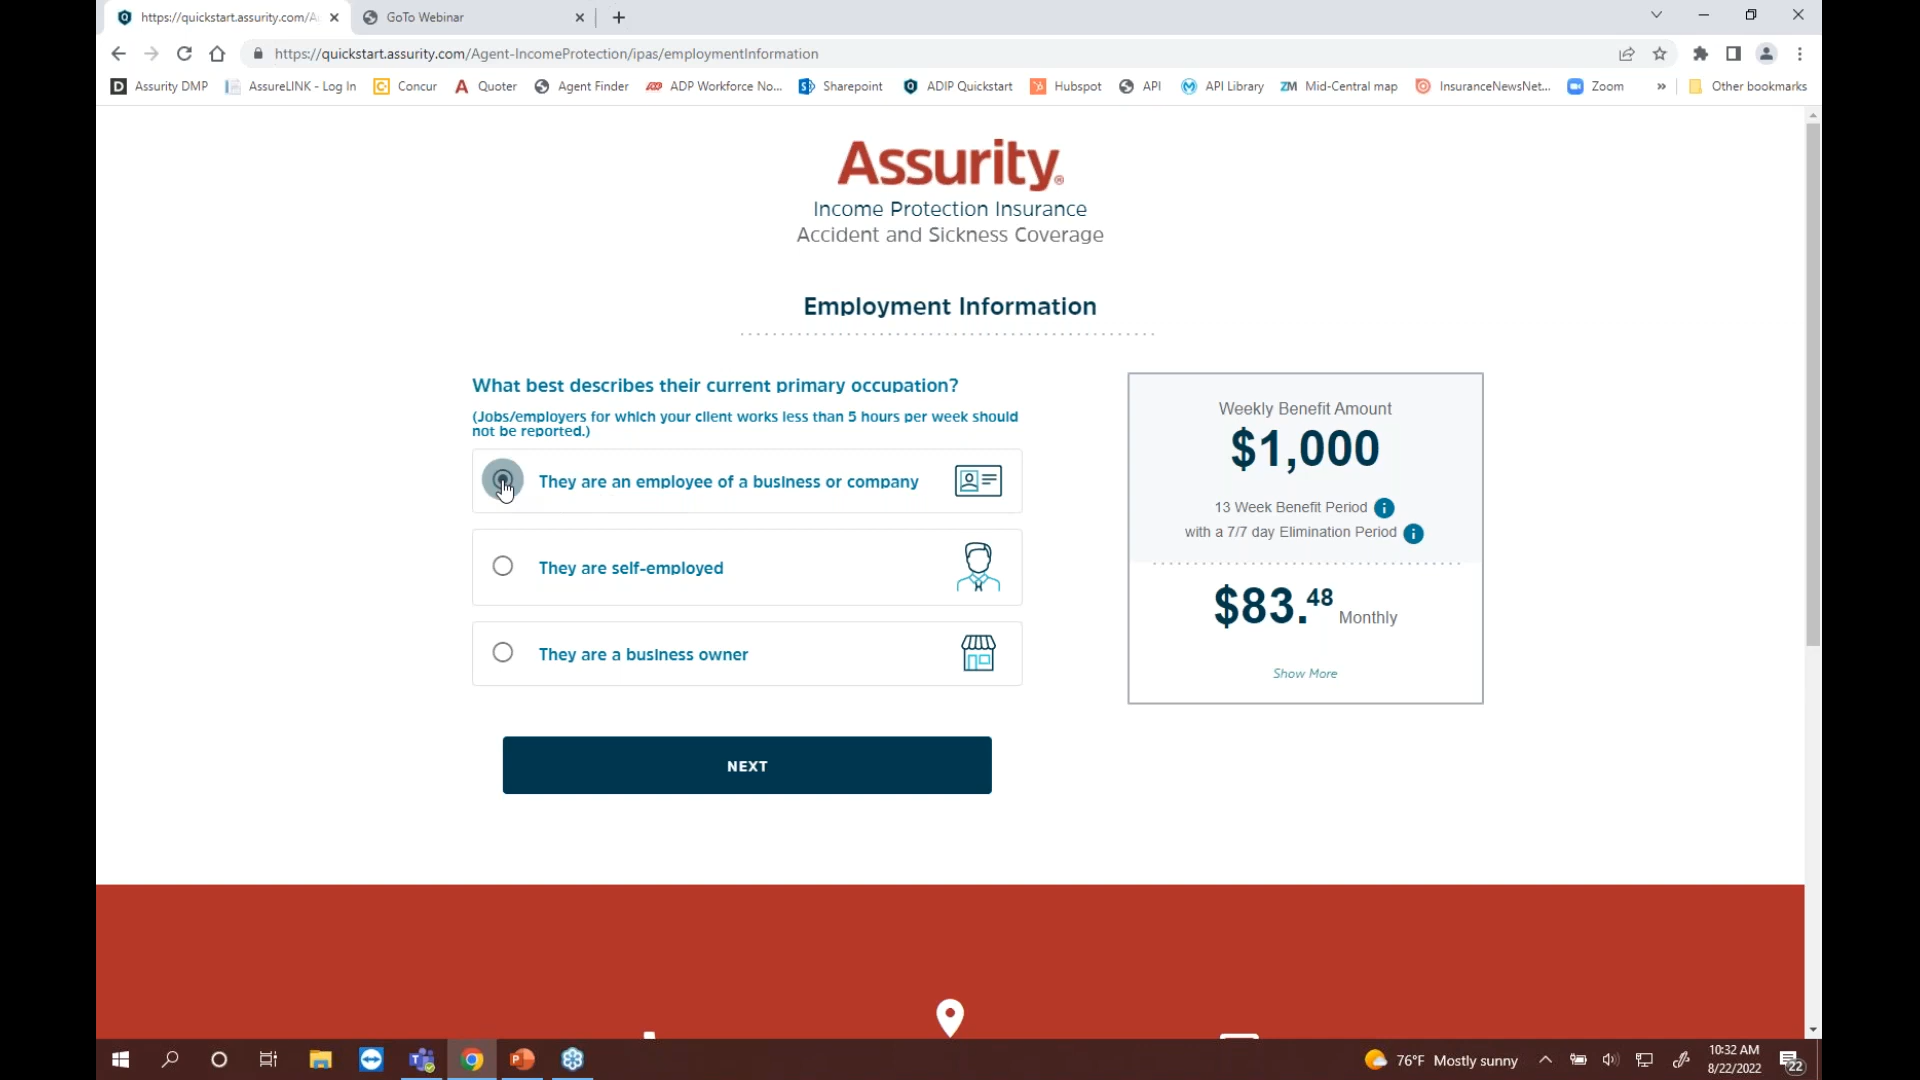 https://quickstart.assurity.com/A
GoTo Webinar
https://quickstart.assurity.com/Agent-IncomeProtection/ipas/employmentInformation
Assurity DMP
AssureLINK - Log In
Concur
Quoter
Agent Finder
ADP Workforce No...
Sharepoint
ADIP Quickstart
Hubspot
API
API Library
ZM Mid-Central map
InsuranceNewsNet...
Zoom
»
Other bookmarks
Assurity®
Income Protection Insurance
Accident and Sickness Coverage
Employment Information
What best describes their current primary occupation?
(Jobs/employers for which your client works less than 5 hours per week should
not be reported.)
They are an employee of a business or company
They are self-employed
They are a business owner
NEXT
Weekly Benefit Amount
$1,000
13 Week Benefit Period i
with a 7/7 day Elimination Period i
$83.48 Monthly
Show More
76°F Mostly sunny
10:32 AM
8/22/2022
22